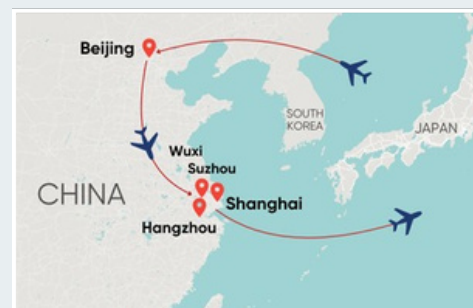 Beijing
SOUTH
KOREA
JAPAN
Wuxi
Suzhou
CHINA
Shanghai
Hangzhou